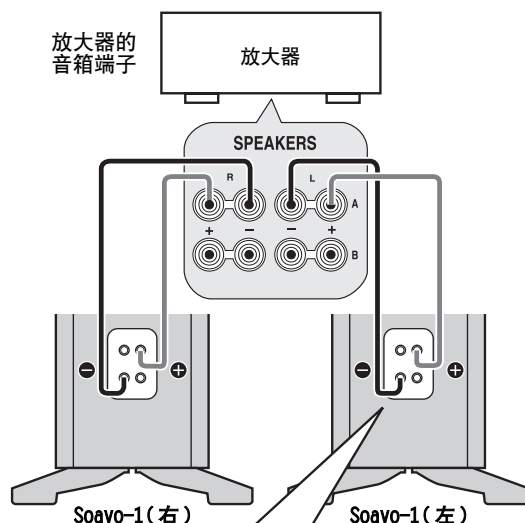 放大器的
音箱端子
放大器
SPEAKERS
R L
A
+ − − +
B
− + − +
Soavo-1(右) Soavo-1(左)